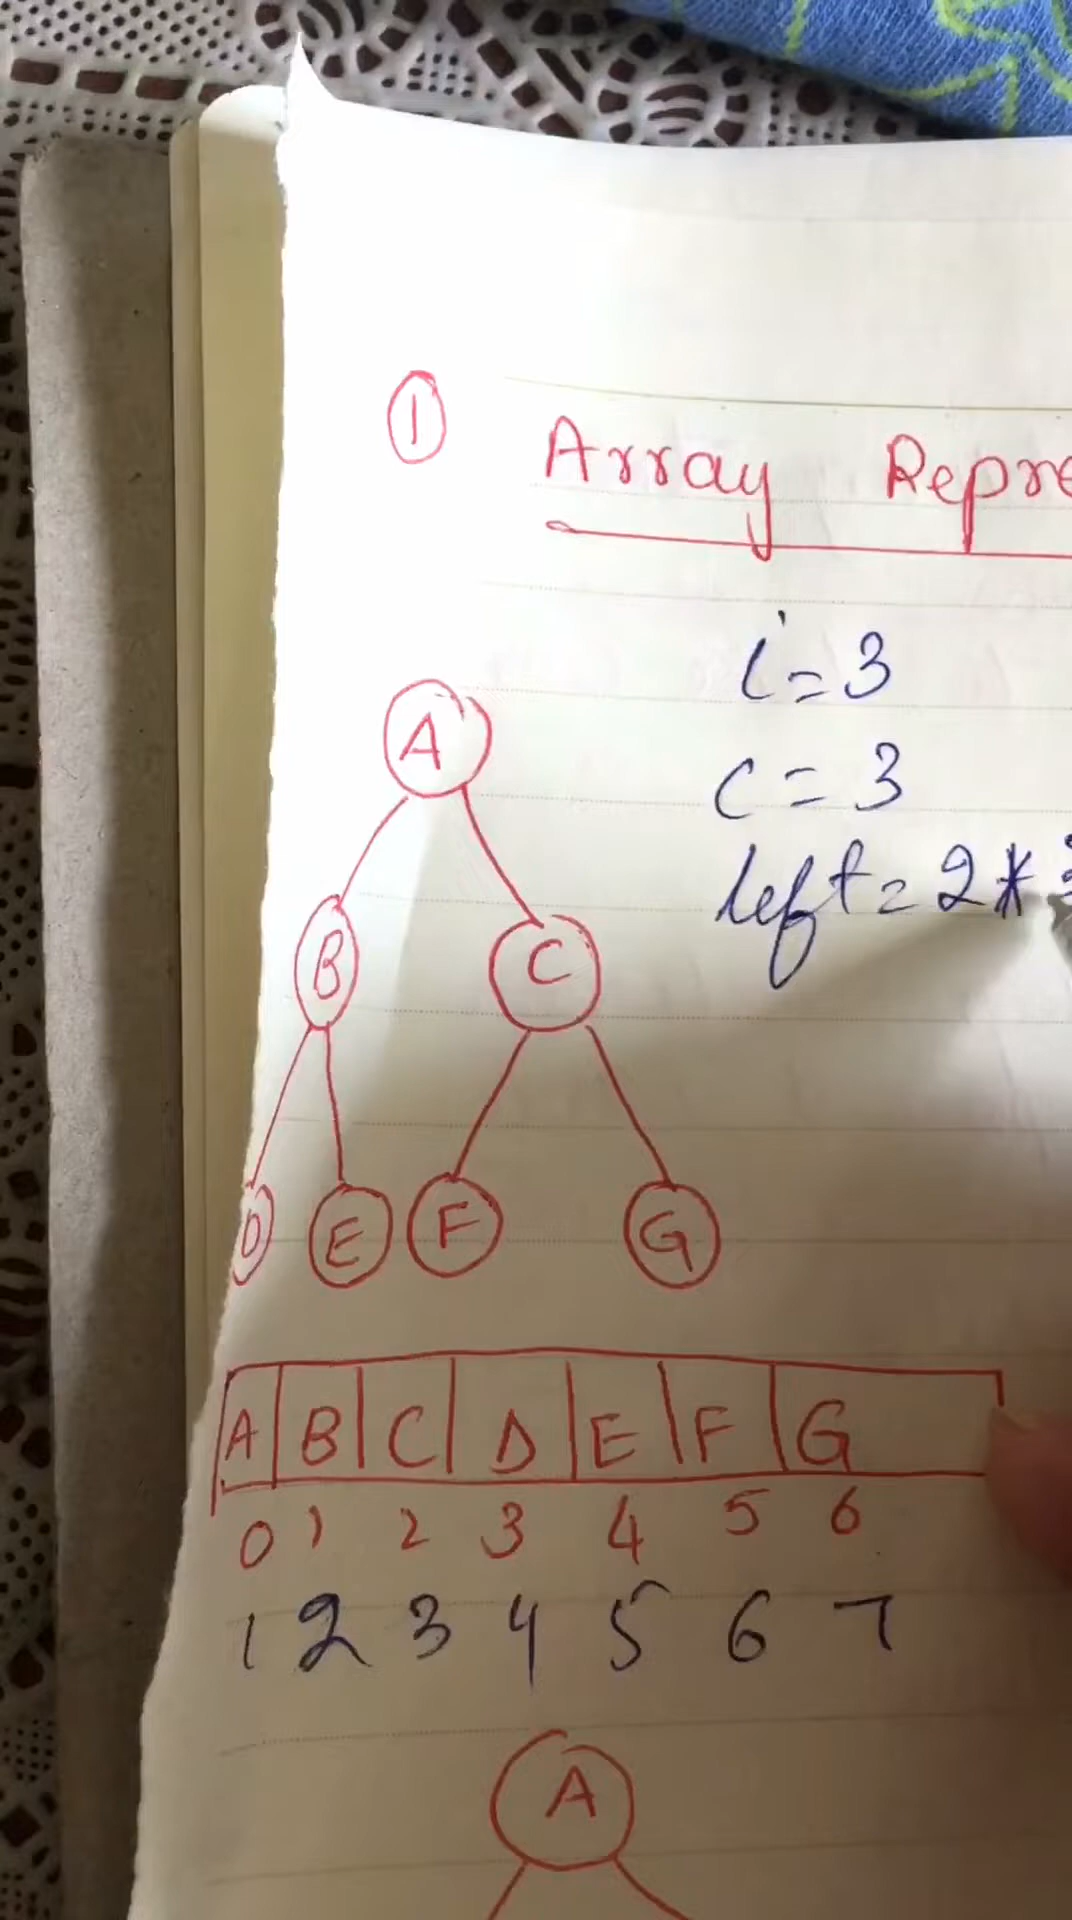 1
Array Repre
i = 3
c = 3
left = 2 *
A
B C
D E F G
A B C D E F G
0 1 2 3 4 5 6
1 2 3 4 5 6 7
A